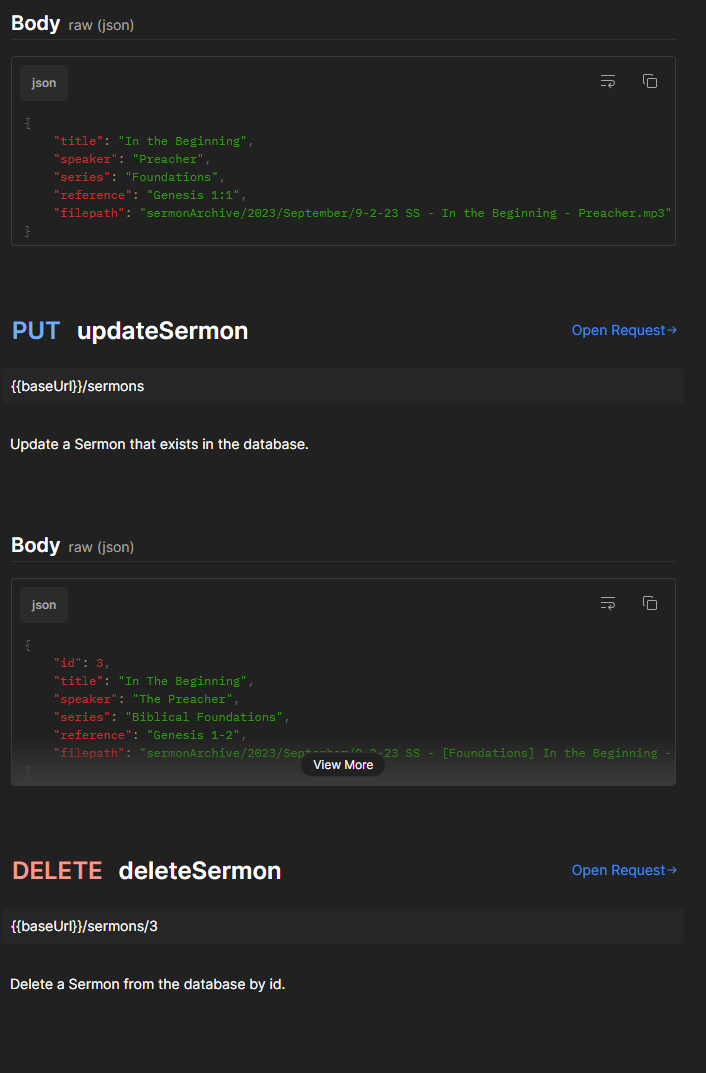 Body raw (json)
json
{
"title": "In the Beginning",
"speaker": "Preacher",
"series": "Foundations",
"reference": "Genesis 1:1",
"filepath": "sermonArchive/2023/September/9-2-23 SS - In the Beginning - Preacher.mp3"
}
PUT updateSermon Open Request→
{{baseUrl}}/sermons
Update a Sermon that exists in the database.
Body raw (json)
json
{
"id": 3,
"title": "In The Beginning",
"speaker": "The Preacher",
"series": "Biblical Foundations",
"reference": "Genesis 1-2",
"filepath": "sermonArchive/2023/September/9-2-23 SS - [Foundations] In the Beginning -
}
View More
DELETE deleteSermon Open Request→
{{baseUrl}}/sermons/3
Delete a Sermon from the database by id.